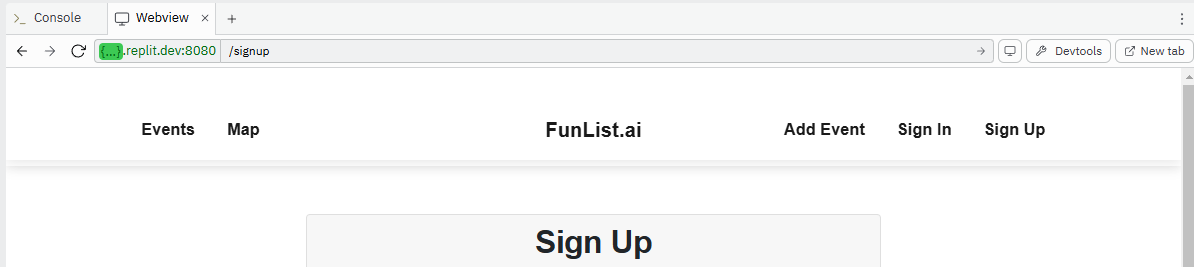 Console Webview × +
{...}.replit.dev:8080 /signup Devtools New tab
Events Map FunList.ai Add Event Sign In Sign Up
Sign Up